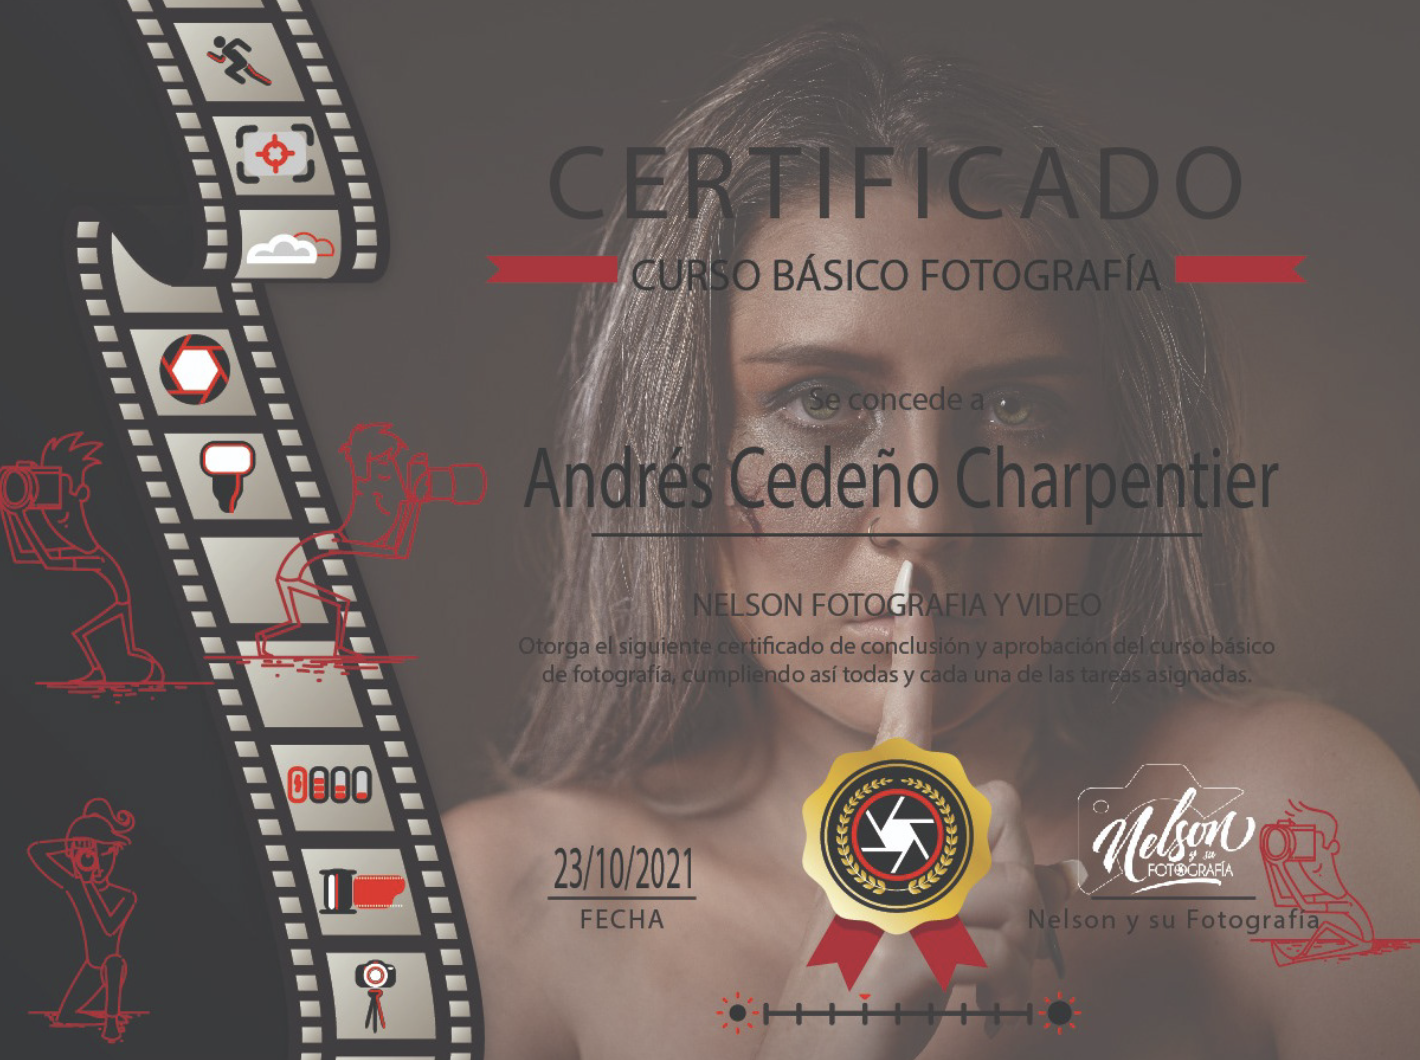 CERTIFICADO
CURSO BÁSICO FOTOGRAFÍA
Se concede a
Andrés Cedeño Charpentier
NELSON FOTOGRAFIA Y VIDEO
Otorga el siguiente certificado de conclusión y aprobación del curso básico
de fotografía, cumpliendo así todas y cada una de las tareas asignadas.
23/10/2021
FECHA
Nelson
y su
FOTOGRAFÍA
Nelson y su Fotografía